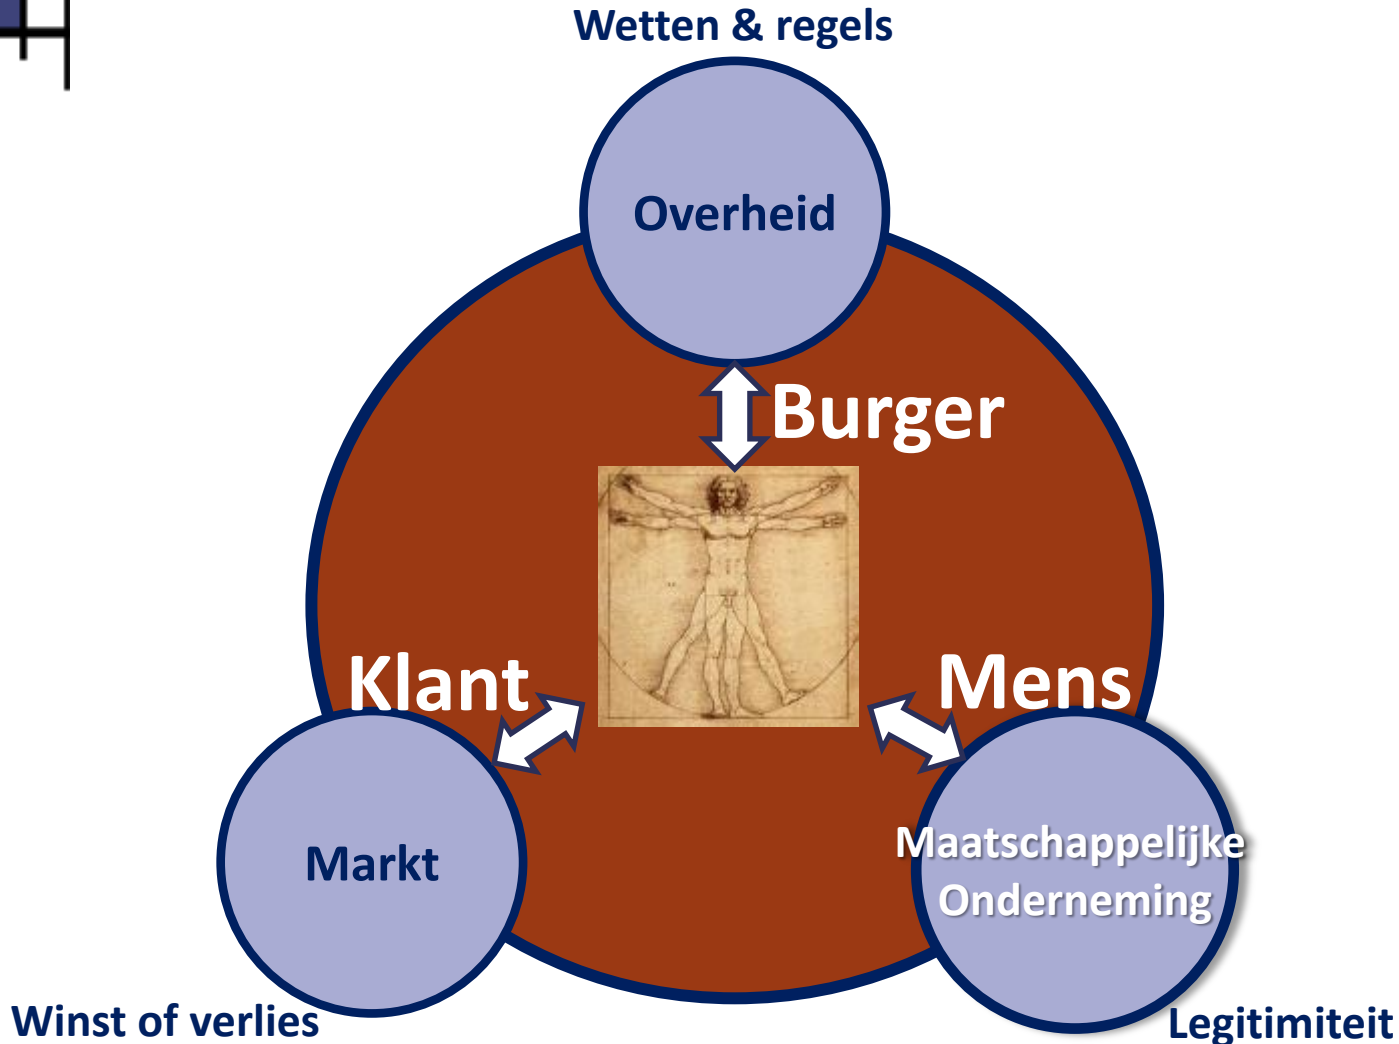 Wetten & regels
Overheid
Burger
Klant
Mens
Markt
Maatschappelijke
Onderneming
Winst of verlies
Legitimiteit